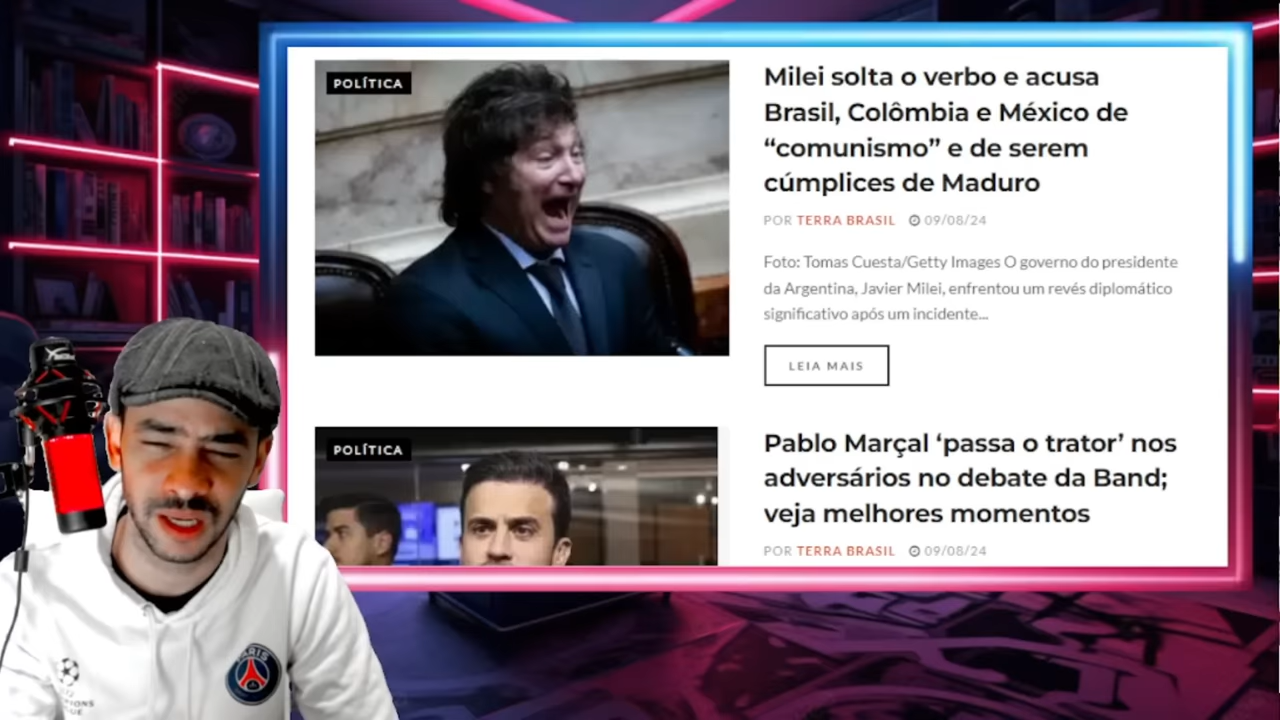 POLÍTICA
Milei solta o verbo e acusa
Brasil, Colômbia e México de
“comunismo” e de serem
cúmplices de Maduro
POR TERRA BRASIL 09/08/24
Foto: Tomas Cuesta/Getty Images O governo do presidente
da Argentina, Javier Milei, enfrentou um revés diplomático
significativo após um incidente...
LEIA MAIS
POLÍTICA
Pablo Marçal ‘passa o trator’ nos
adversários no debate da Band;
veja melhores momentos
POR TERRA BRASIL 09/08/24
PARIS